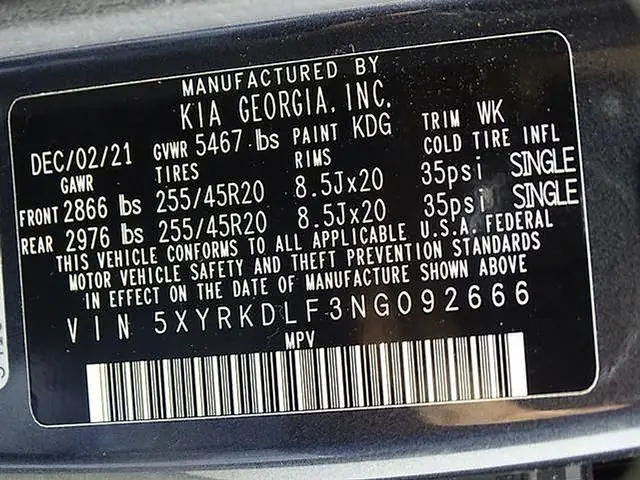 MANUFACTURED BY
KIA GEORGIA, INC.
DEC/02/21 GVWR 5467 lbs PAINT KDG TRIM WK
GAWR TIRES RIMS COLD TIRE INFL
FRONT 2866 lbs 255/45R20 8.5Jx20 35psi SINGLE
REAR 2976 lbs 255/45R20 8.5Jx20 35psi SINGLE
THIS VEHICLE CONFORMS TO ALL APPLICABLE U.S.A. FEDERAL
MOTOR VEHICLE SAFETY AND THEFT PREVENTION STANDARDS
IN EFFECT ON THE DATE OF MANUFACTURE SHOWN ABOVE
VIN 5XYRKDLF3NG092666
MPV